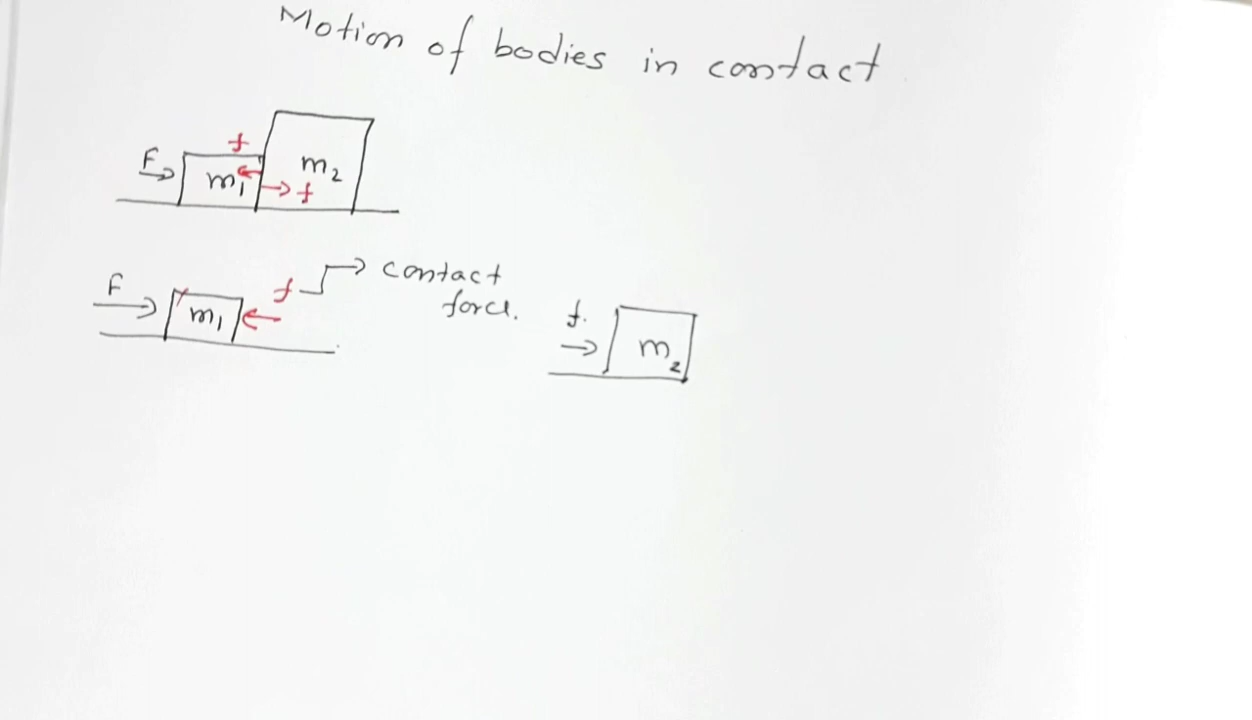 Motion of bodies in contact
F m₁ f f m₂
F m₁ f contact
force.
f. m₂